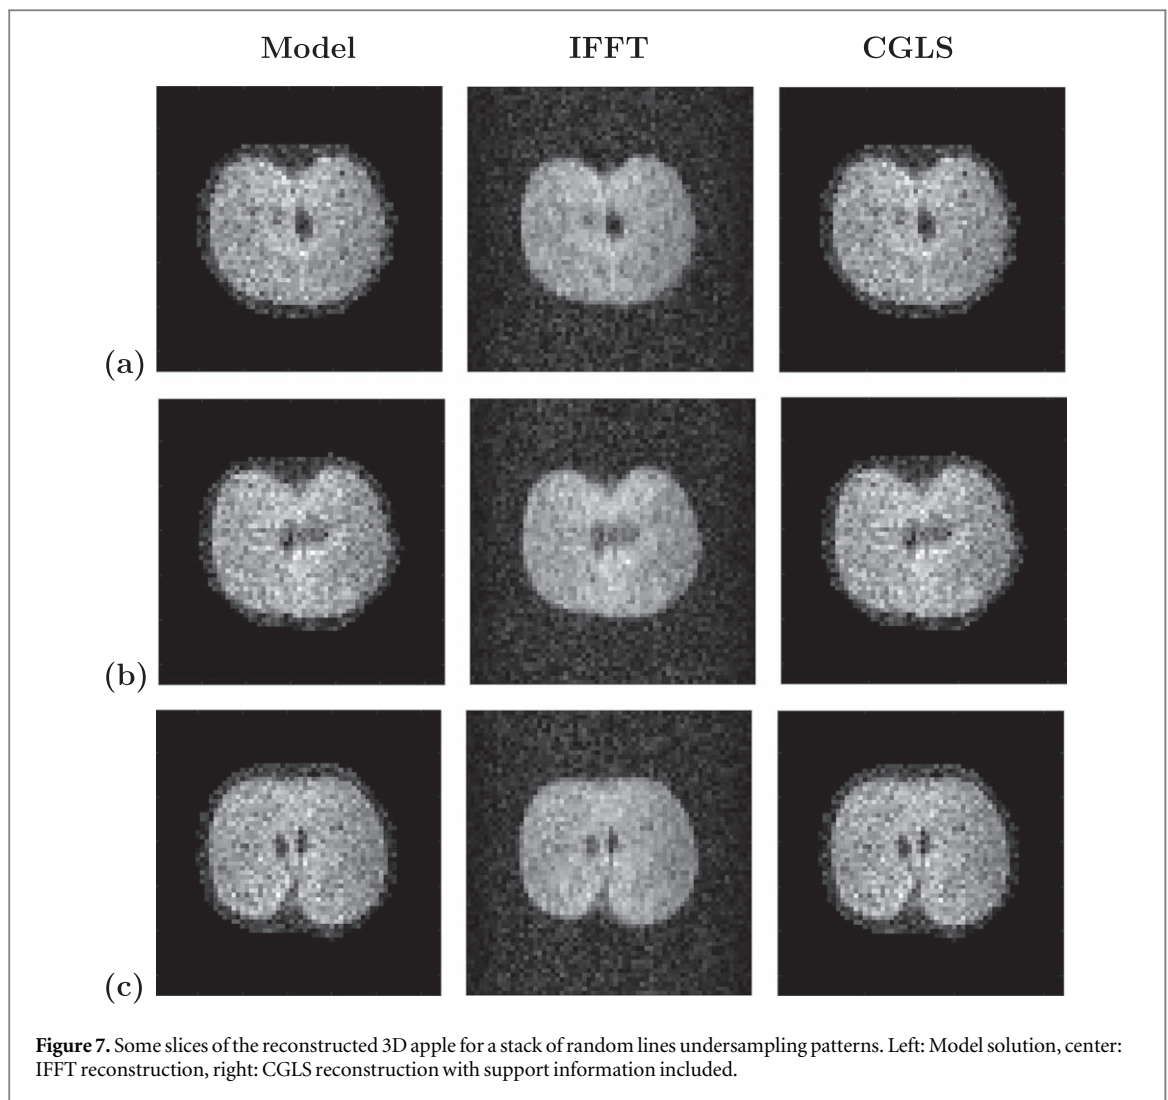 Model IFFT CGLS
(a)
(b)
(c)
Figure 7. Some slices of the reconstructed 3D apple for a stack of random lines undersampling patterns. Left: Model solution, center:
IFFT reconstruction, right: CGLS reconstruction with support information included.